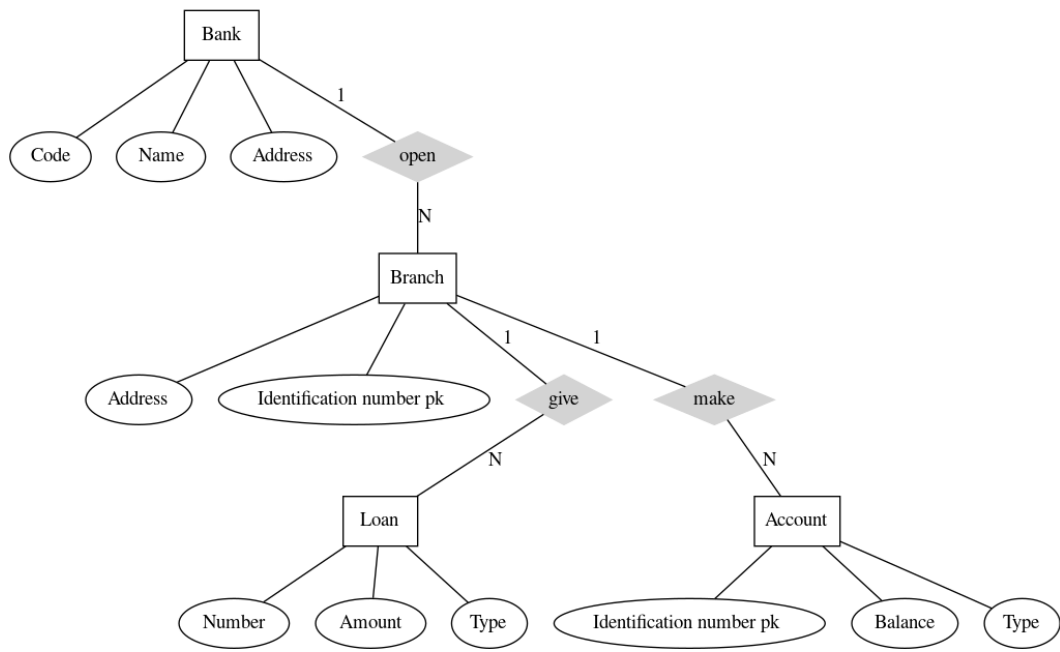 Bank
1
Code
Name
Address
open
N
Branch
1
1
Address
Identification number pk
give
make
N
N
Loan
Account
Number
Amount
Type
Identification number pk
Balance
Type